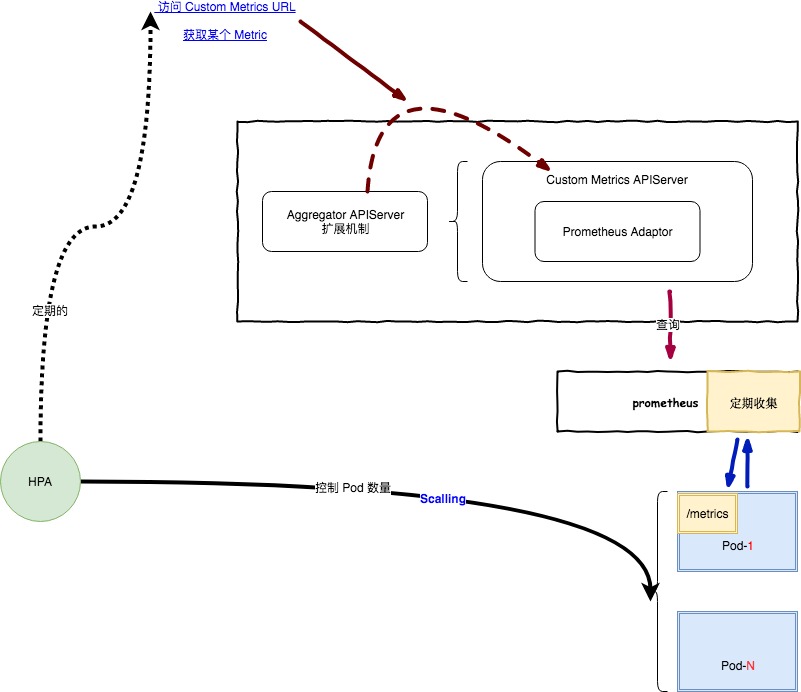 访问 Custom Metrics URL
获取某个 Metric
Custom Metrics APIServer
Aggregator APIServer
扩展机制
Prometheus Adaptor
定期的
查询
prometheus
定期收集
HPA
控制 Pod 数量
Scalling
/metrics
Pod-1
Pod-N